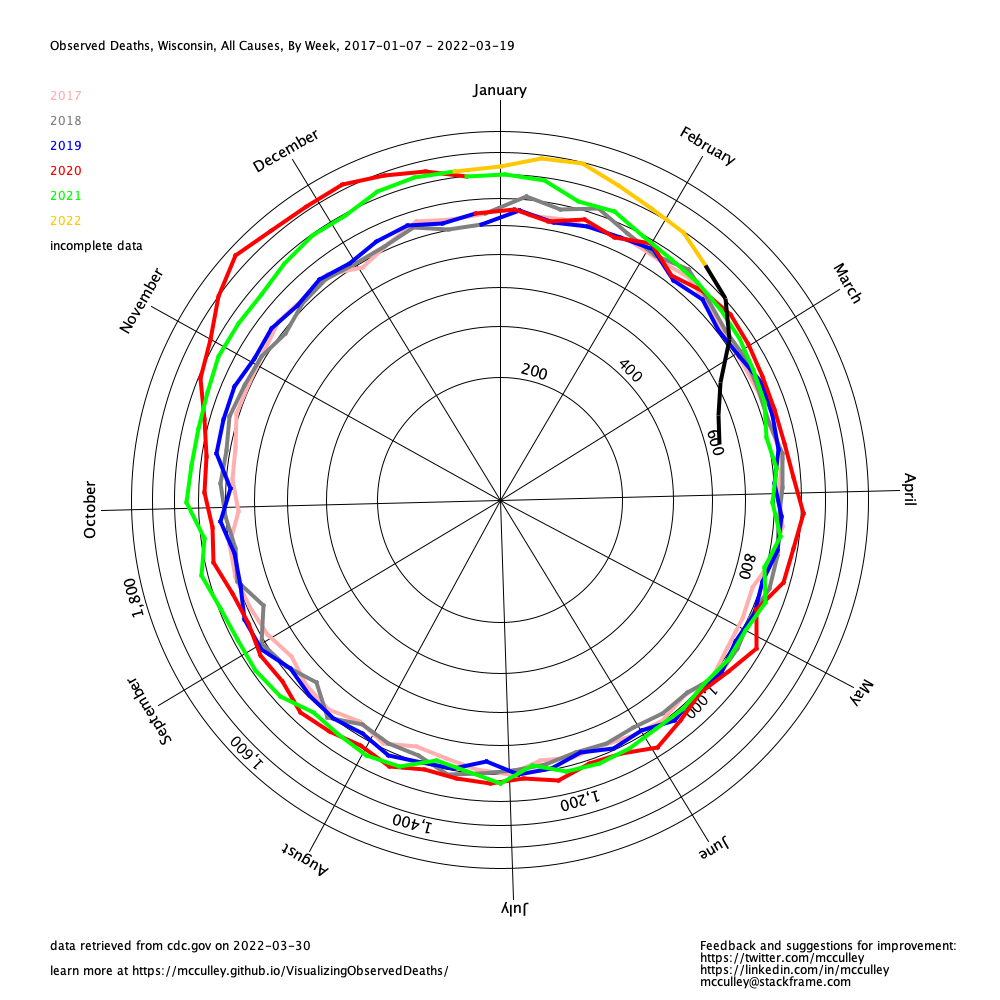 Observed Deaths, Wisconsin, All Causes, By Week, 2017-01-07 - 2022-03-19
2017
2018
2019
2020
2021
2022
incomplete data
January
February
March
April
May
June
July
August
September
October
November
December
200
400
600
800
1,000
1,200
1,400
1,600
1,800
data retrieved from cdc.gov on 2022-03-30
learn more at https://mcculley.github.io/VisualizingObservedDeaths/
Feedback and suggestions for improvement:
https://twitter.com/mcculley
https://linkedin.com/in/mcculley
mcculley@stackframe.com